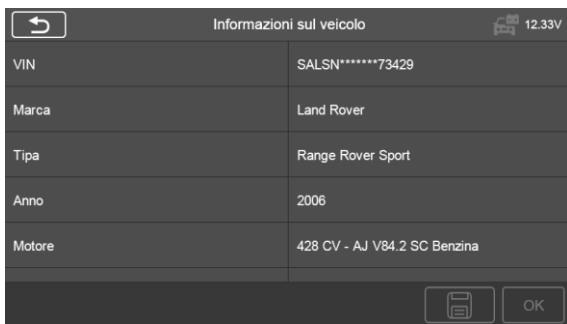 Informazioni sul veicolo 12.33V
VIN SALSN*******73429
Marca Land Rover
Tipa Range Rover Sport
Anno 2006
Motore 428 CV - AJ V84.2 SC Benzina
OK